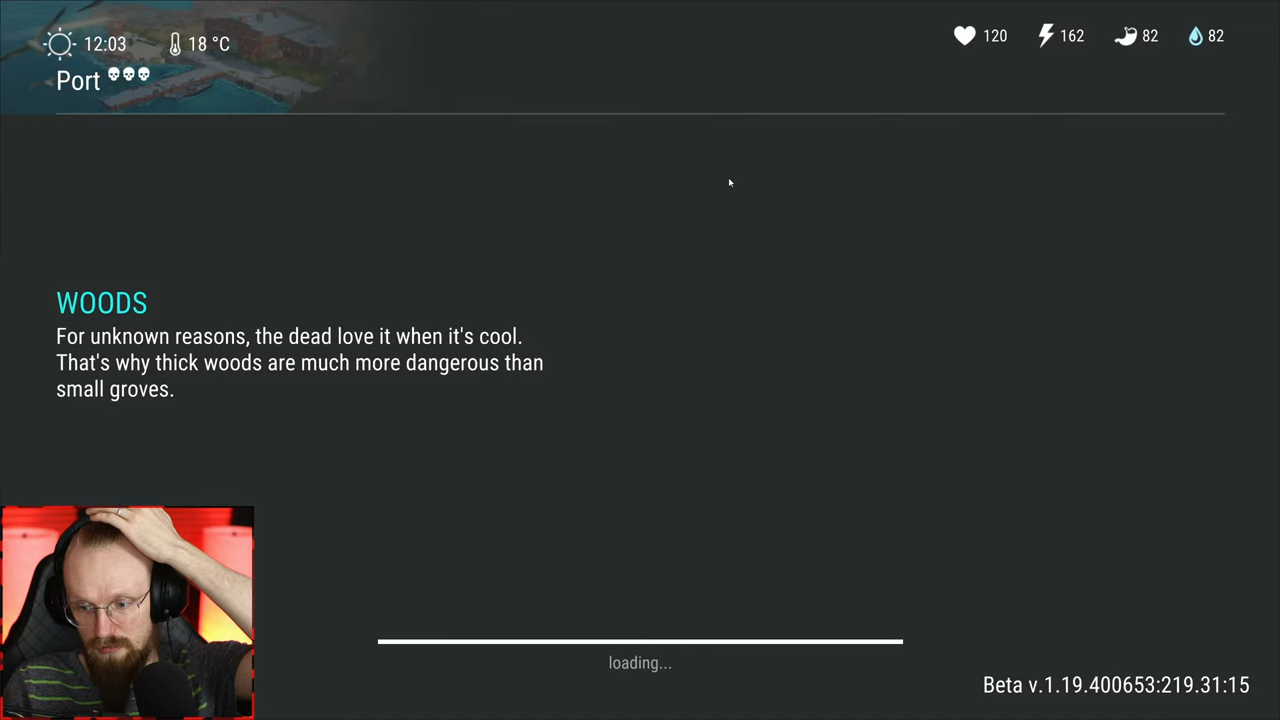 12:03 18 °C 120 162 82 82
Port
WOODS
For unknown reasons, the dead love it when it's cool.
That's why thick woods are much more dangerous than
small groves.
loading...
Beta v.1.19.400653:219.31:15